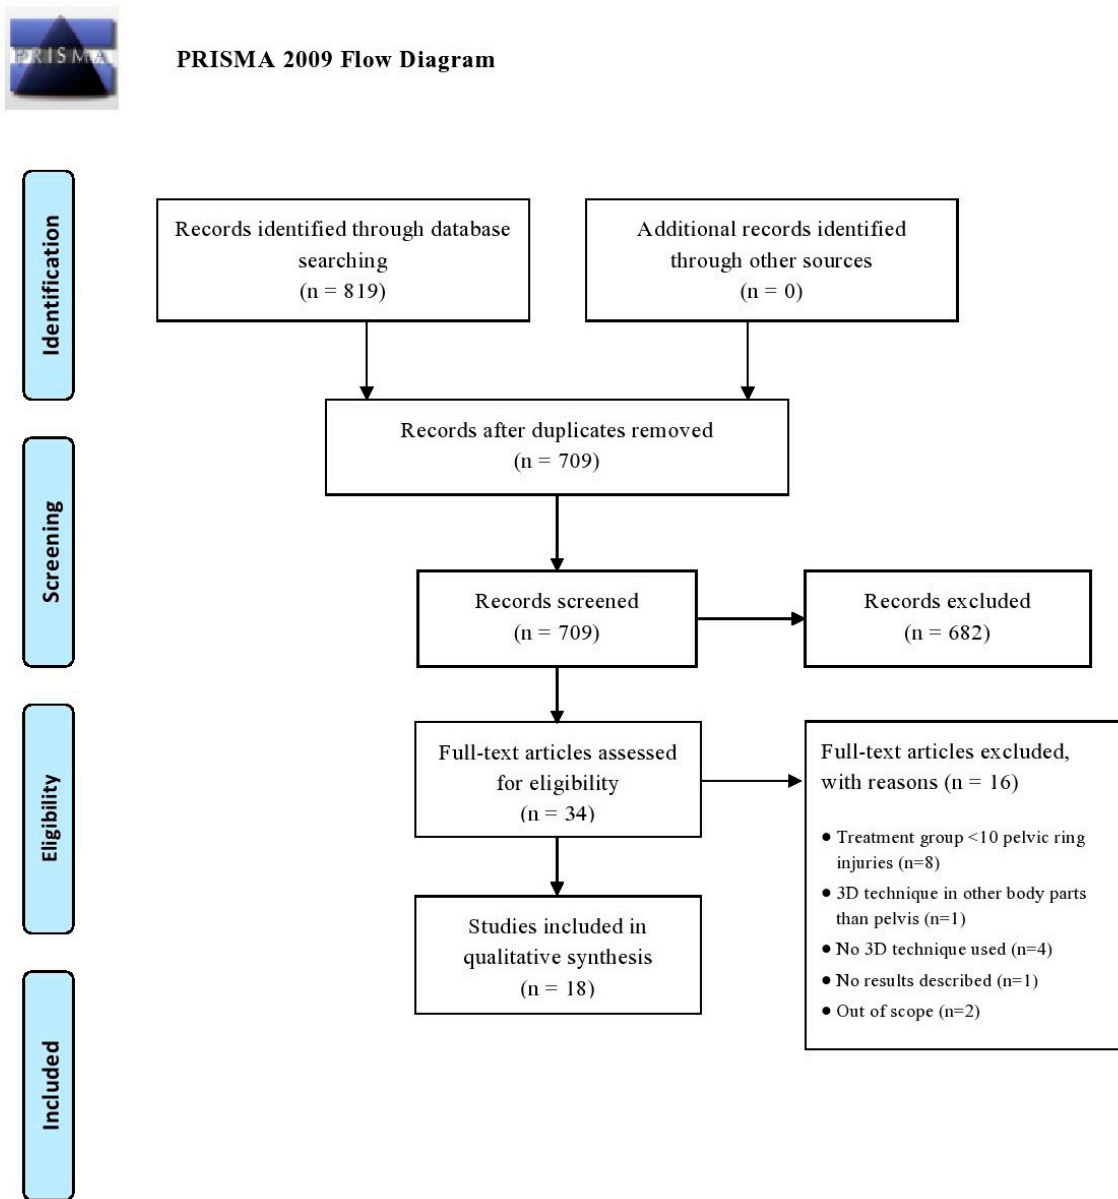 PRISMA
PRISMA 2009 Flow Diagram
Identification
Records identified through database
searching
(n = 819)
Additional records identified
through other sources
(n = 0)
Records after duplicates removed
(n = 709)
Screening
Records screened
(n = 709)
Records excluded
(n = 682)
Eligibility
Full-text articles assessed
for eligibility
(n = 34)
Full-text articles excluded,
with reasons (n = 16)
● Treatment group <10 pelvic ring
injuries (n=8)
● 3D technique in other body parts
than pelvis (n=1)
● No 3D technique used (n=4)
● No results described (n=1)
● Out of scope (n=2)
Studies included in
qualitative synthesis
(n = 18)
Included